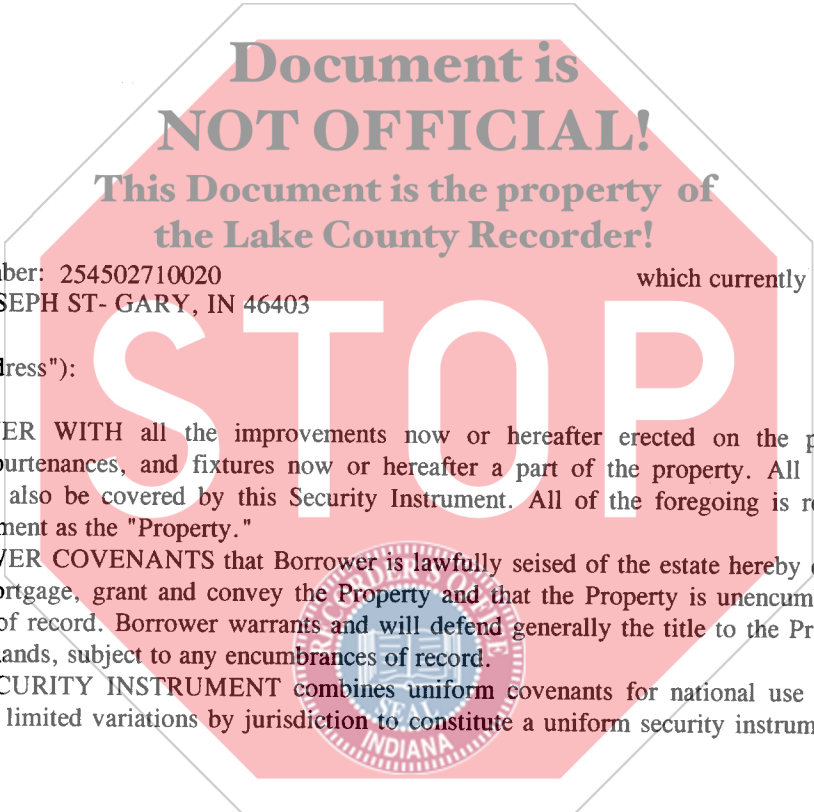 Document is
NOT OFFICIAL!
This Document is the property of
the Lake County Recorder!
ber: 254502710020 which currently
SEPH ST- GARY, IN 46403
STOP
ress"):
ER WITH all the improvements now or hereafter erected on the p
ourtenances, and fixtures now or hereafter a part of the property. All
also be covered by this Security Instrument. All of the foregoing is re
ment as the "Property."
VER COVENANTS that Borrower is lawfully seised of the estate hereby
ortgage, grant and convey the Property and that the Property is unencum
of record. Borrower warrants and will defend generally the title to the Pr
ands, subject to any encumbrances of record.
CURITY INSTRUMENT combines uniform covenants for national use
limited variations by jurisdiction to constitute a uniform security instrum
RECORDER'S OFFICE
SEAL
INDIANA